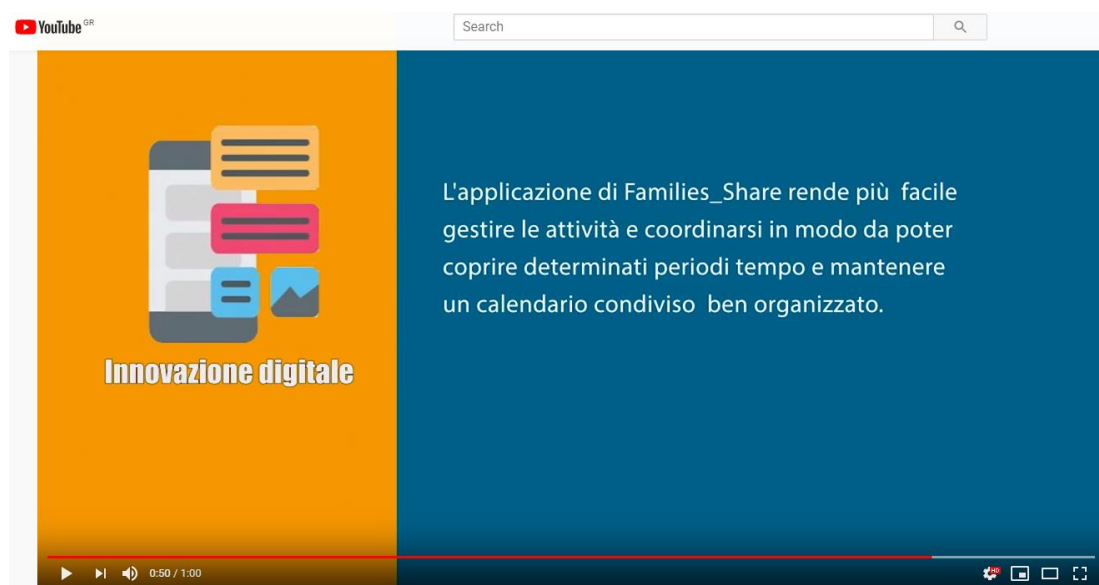 YouTube GR
Search
L'applicazione di Families_Share rende più facile
gestire le attività e coordinarsi in modo da poter
coprire determinati periodi tempo e mantenere
un calendario condiviso ben organizzato.
Innovazione digitale
0:50 / 1:00
HD